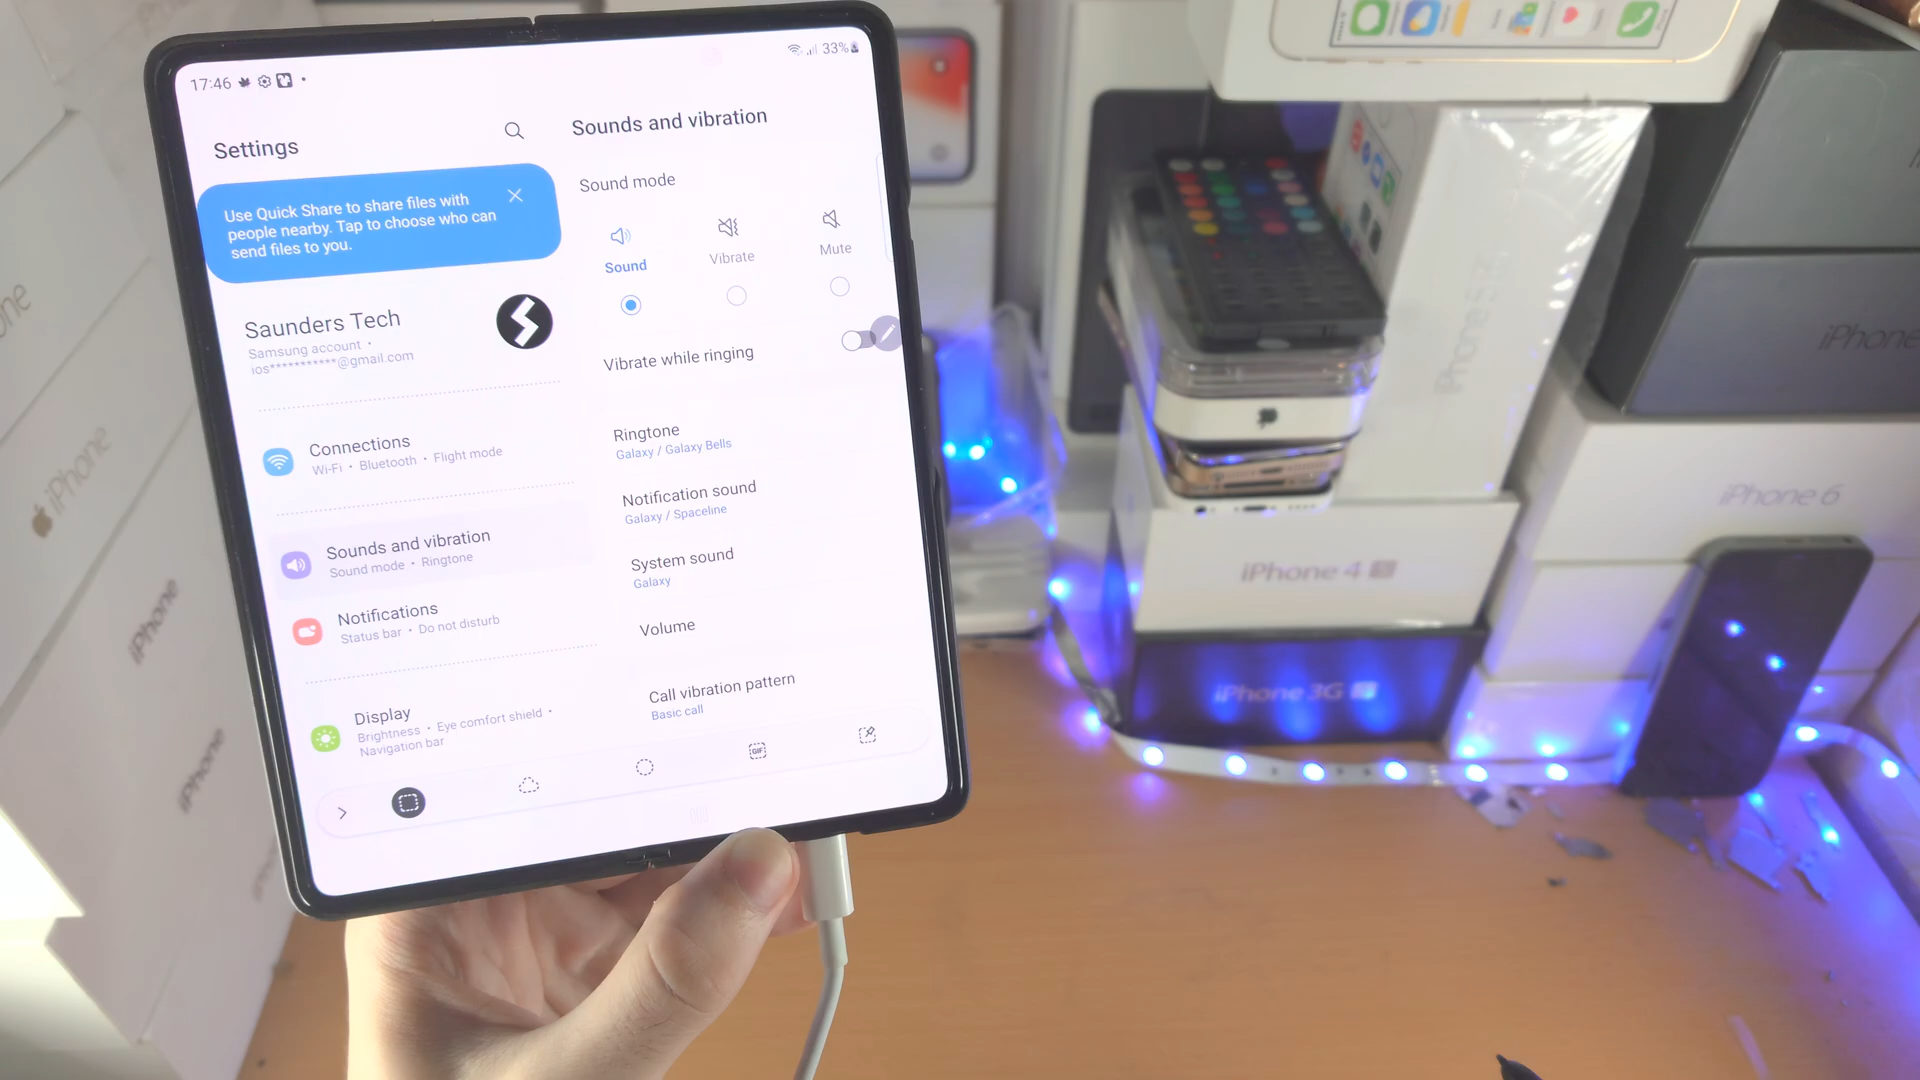 17:46
33%
Settings
Use Quick Share to share files with
people nearby. Tap to choose who can
send files to you.
Saunders Tech
Samsung account •
ios**********@gmail.com
Connections
Wi-Fi • Bluetooth • Flight mode
Sounds and vibration
Sound mode • Ringtone
Notifications
Status bar • Do not disturb
Display
Brightness • Eye comfort shield •
Navigation bar
Sounds and vibration
Sound mode
Sound
Vibrate
Mute
Vibrate while ringing
Ringtone
Galaxy / Galaxy Bells
Notification sound
Galaxy / Spaceline
System sound
Galaxy
Volume
Call vibration pattern
Basic call
GIF
iPhone
iPhone
iPhone
iPhone
iPhone 4 S
iPhone 3G S
iPhone 6